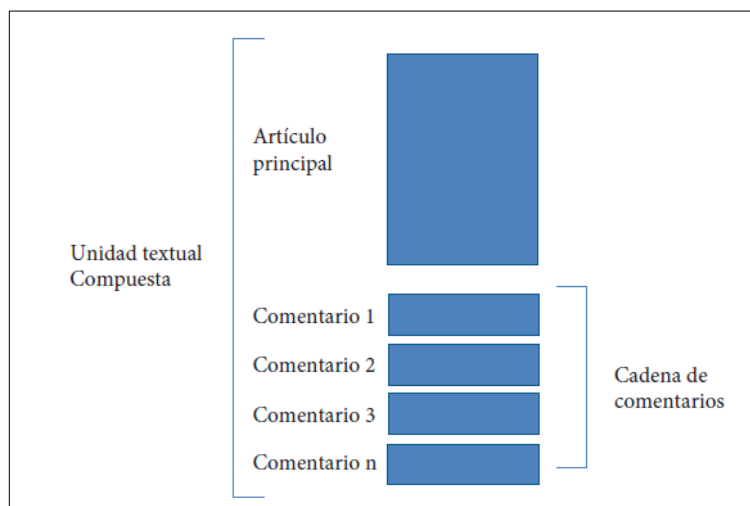 Artículo
principal
Unidad textual
Compuesta
Comentario 1
Comentario 2
Comentario 3
Comentario n
Cadena de
comentarios